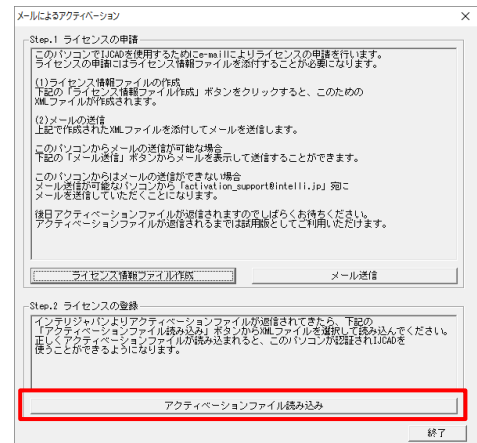 メールによるアクティベーション
Step.1 ライセンスの申請
このパソコンでIJCADを使用するためにe-mailによりライセンスの申請を行います。
ライセンスの申請にはライセンス情報ファイルを添付することが必要になります。
(1)ライセンス情報ファイルの作成
下記の「ライセンス情報ファイル作成」ボタンをクリックすると、このための
XMLファイルが作成されます。
(2)メールの送信
上記で作成されたXMLファイルを添付してメールを送信します。
このパソコンからメールの送信が可能な場合
下記の「メール送信」ボタンからメールを表示して送信することができます。
このパソコンからはメールの送信ができない場合
メール送信が可能なパソコンから「activation_support@intelli.jp」宛に
メールを送信していただくことになります。
後日アクティベーションファイルが返信されますのでしばらくお待ちください。
アクティベーションファイルが返信されるまでは試用版としてご利用いただけます。
ライセンス情報ファイル作成
メール送信
Step.2 ライセンスの登録
インテリジャパンよりアクティベーションファイルが返信されてきたら、下記の
「アクティベーションファイル読み込み」ボタンからXMLファイルを選択して読み込んでください。
正しくアクティベーションファイルが読み込まれると、このパソコンが認証されIJCADを
使うことができるようになります。
アクティベーションファイル読み込み
終了